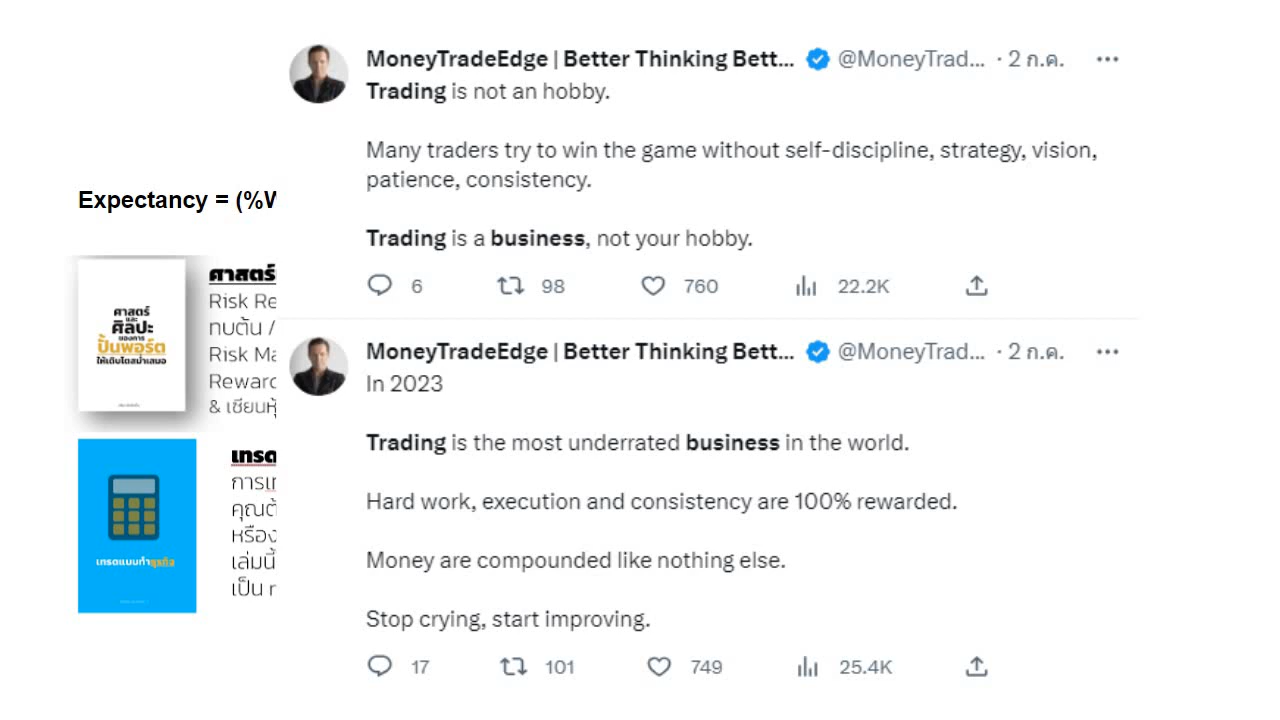 MoneyTradeEdge | Better Thinking Bett... @MoneyTrad... · 2 ก.ค.
Trading is not an hobby.
Many traders try to win the game without self-discipline, strategy, vision,
patience, consistency.
Trading is a business, not your hobby.
6 98 760 22.2K
MoneyTradeEdge | Better Thinking Bett... @MoneyTrad... · 2 ก.ค.
In 2023
Trading is the most underrated business in the world.
Hard work, execution and consistency are 100% rewarded.
Money are compounded like nothing else.
Stop crying, start improving.
17 101 749 25.4K
Expectancy = (%W
ศาสตร์
และ
ศิลปะ
ของการ
ปั้นพอร์ต
ให้เติบโตสม่ำเสมอ
ศาสตร์
Risk Re
ทบต้น /
Risk Ma
Reward
& เซียนหุ้
เทรดแบบทำธุรกิจ
เทรด
การเท
คุณต้
หรือง
เล่มนี้
เป็น r